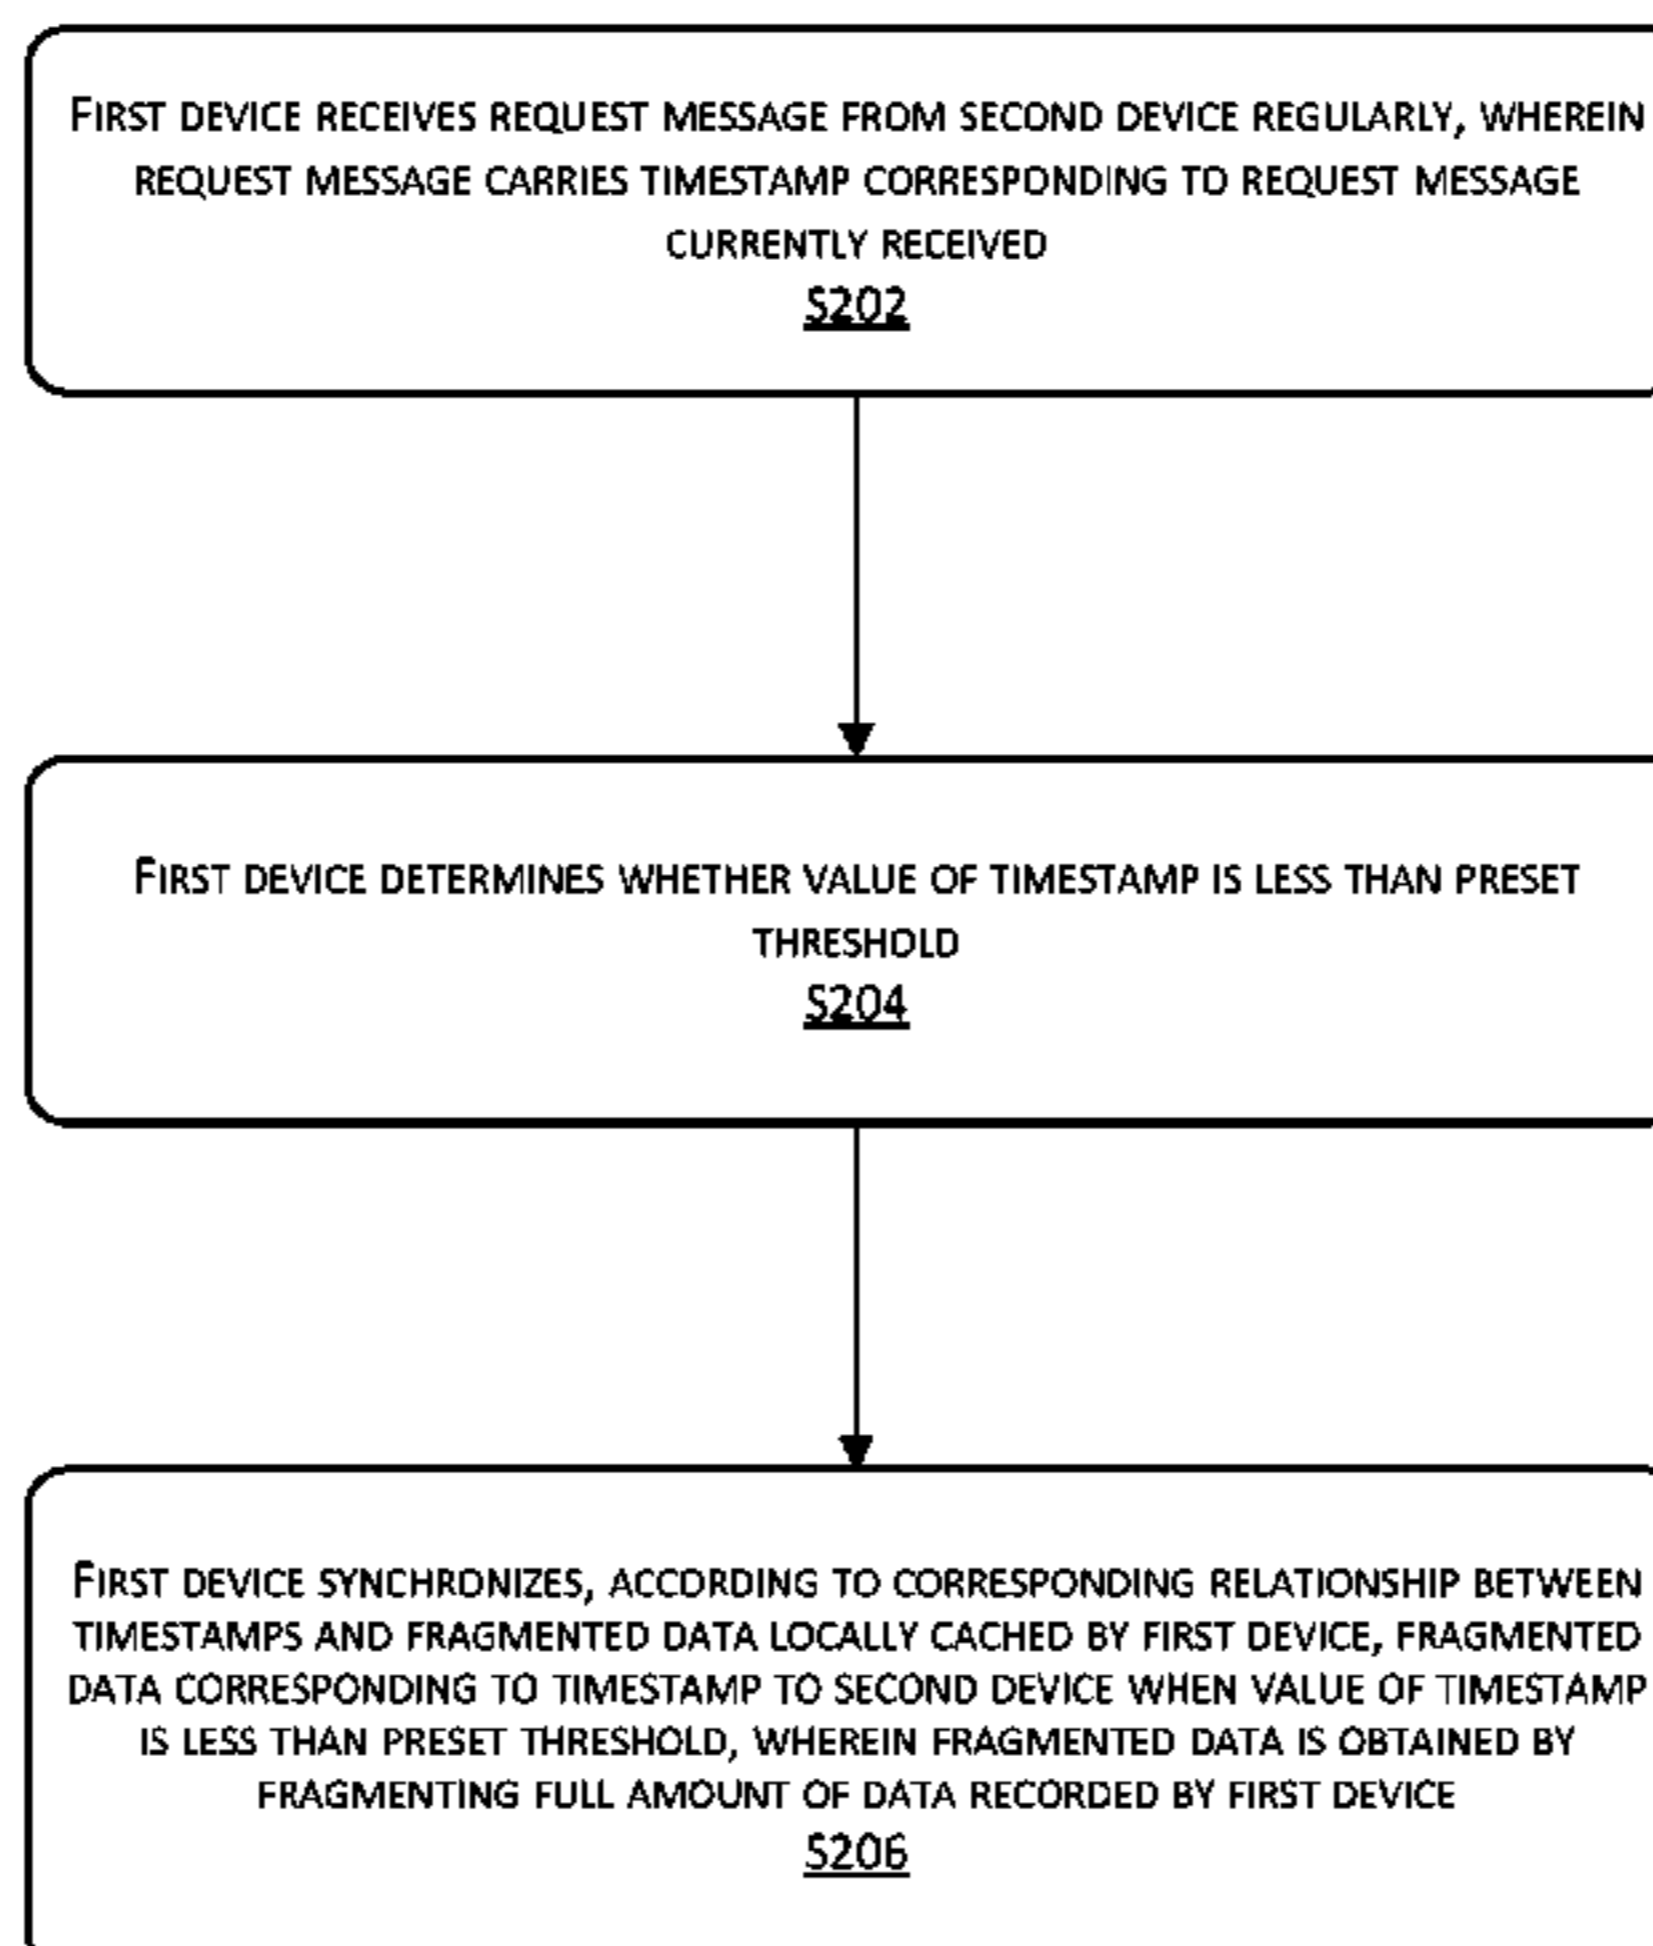 FIRST DEVICE RECEIVES REQUEST MESSAGE FROM SECOND DEVICE REGULARLY, WHEREIN
REQUEST MESSAGE CARRIES TIMESTAMP CORRESPONDING TO REQUEST MESSAGE
CURRENTLY RECEIVED
S202
FIRST DEVICE DETERMINES WHETHER VALUE OF TIMESTAMP IS LESS THAN PRESET
THRESHOLD
S204
FIRST DEVICE SYNCHRONIZES, ACCORDING TO CORRESPONDING RELATIONSHIP BETWEEN
TIMESTAMPS AND FRAGMENTED DATA LOCALLY CACHED BY FIRST DEVICE, FRAGMENTED
DATA CORRESPONDING TO TIMESTAMP TO SECOND DEVICE WHEN VALUE OF TIMESTAMP
IS LESS THAN PRESET THRESHOLD, WHEREIN FRAGMENTED DATA IS OBTAINED BY
FRAGMENTING FULL AMOUNT OF DATA RECORDED BY FIRST DEVICE
S206